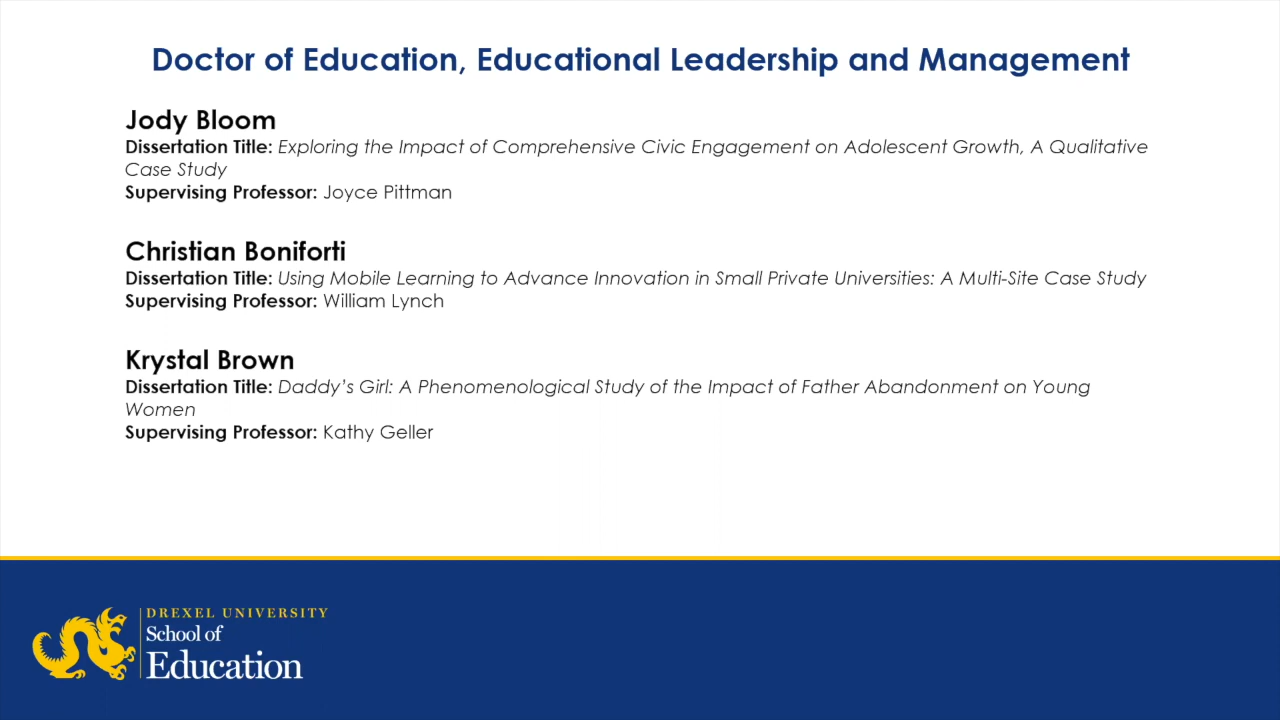 Doctor of Education, Educational Leadership and Management
Jody Bloom
Dissertation Title: Exploring the Impact of Comprehensive Civic Engagement on Adolescent Growth, A Qualitative
Case Study
Supervising Professor: Joyce Pittman
Christian Boniforti
Dissertation Title: Using Mobile Learning to Advance Innovation in Small Private Universities: A Multi-Site Case Study
Supervising Professor: William Lynch
Krystal Brown
Dissertation Title: Daddy’s Girl: A Phenomenological Study of the Impact of Father Abandonment on Young
Women
Supervising Professor: Kathy Geller
DREXEL UNIVERSITY
School of
Education